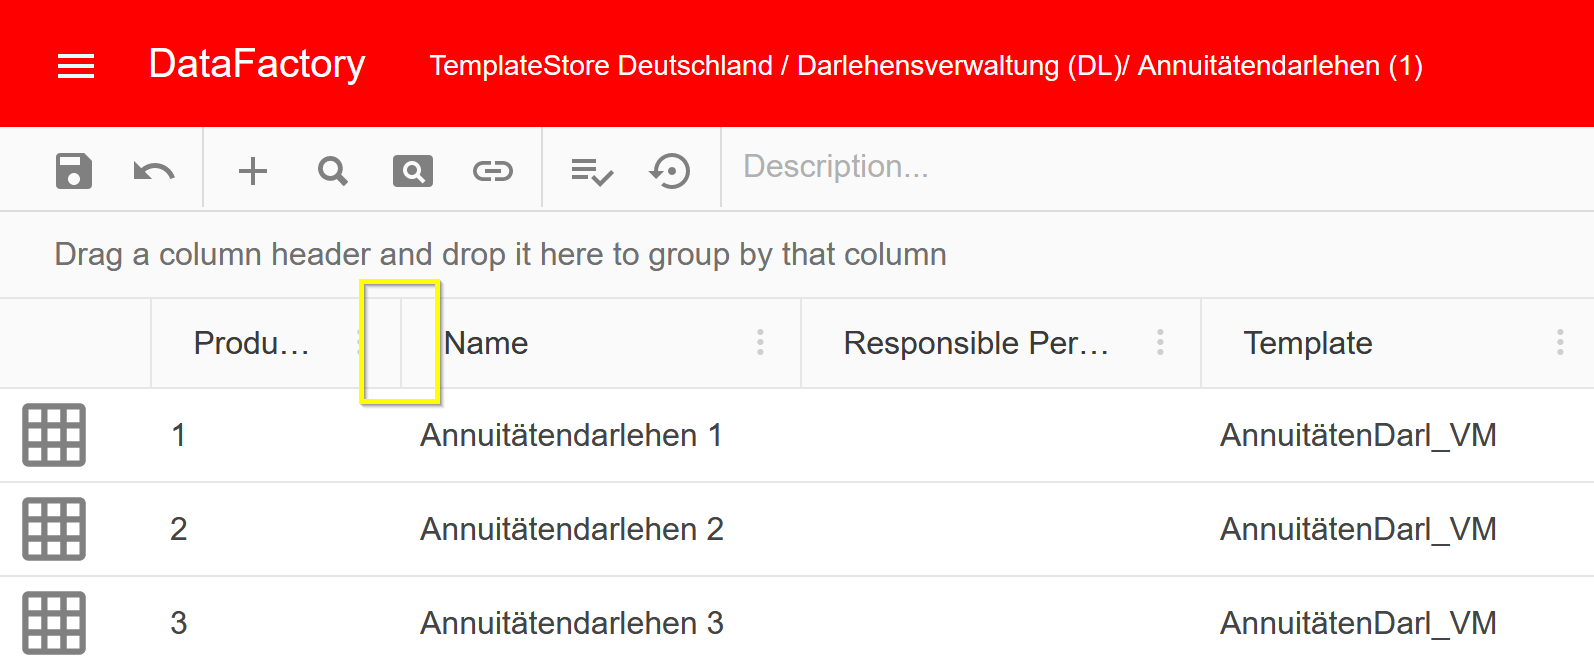 DataFactory
TemplateStore Deutschland / Darlehensverwaltung (DL)/ Annuitätendarlehen (1)
Description...
Drag a column header and drop it here to group by that column
Produ... Name Responsible Per... Template
1 Annuitätendarlehen 1 AnnuitätenDarl_VM
2 Annuitätendarlehen 2 AnnuitätenDarl_VM
3 Annuitätendarlehen 3 AnnuitätenDarl_VM